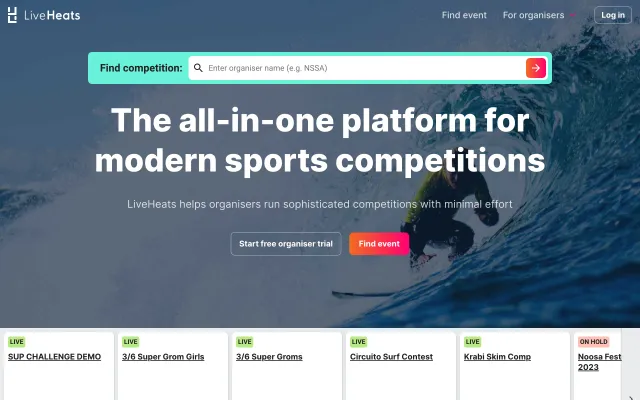 LiveHeats
Find event
For organisers
Log in
Find competition:
Enter organiser name (e.g. NSSA)
The all-in-one platform for
modern sports competitions
LiveHeats helps organisers run sophisticated competitions with minimal effort
Start free organiser trial
Find event
LIVE
SUP CHALLENGE DEMO
LIVE
3/6 Super Grom Girls
LIVE
3/6 Super Groms
LIVE
Circuito Surf Contest
LIVE
Krabi Skim Comp
ON HOLD
Noosa Fest
2023